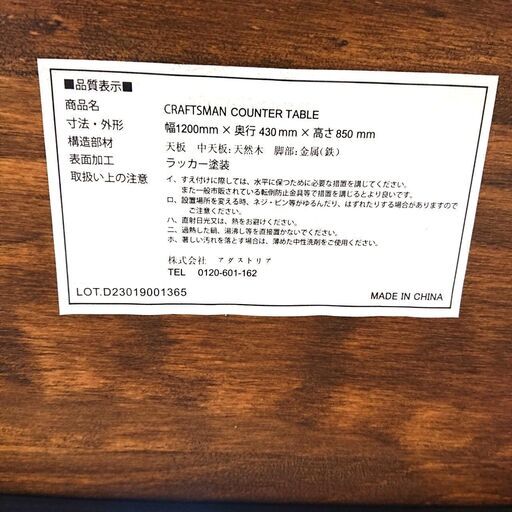 ■品質表示■
商品名 CRAFTSMAN COUNTER TABLE
寸法・外形 幅1200mm×奥行430mm×高さ850mm
構造部材 天板 中天板:天然木 脚部:金属(鉄)
表面加工 ラッカー塗装
取扱い上の注意 イ、すえ付けに際しては、水平に保つために必要な措置を講じてください。
また一般市販されている転倒防止金具等で措置を講じるとより良いです。
ロ、設置場所を変える時、ネジ・ピン等がゆるんだり、はずれたりする場合がありますので
ご注意ください。
ハ、直射日光又は、熱をお避けください。
ニ、過熱した鍋、湯沸し等を直接置かないでください。
ホ、著しい汚れを落とす場合は、薄めた中性洗剤をご使用ください。
株式会社 アダストリア
TEL 0120-601-162
LOT.D23019001365 MADE IN CHINA